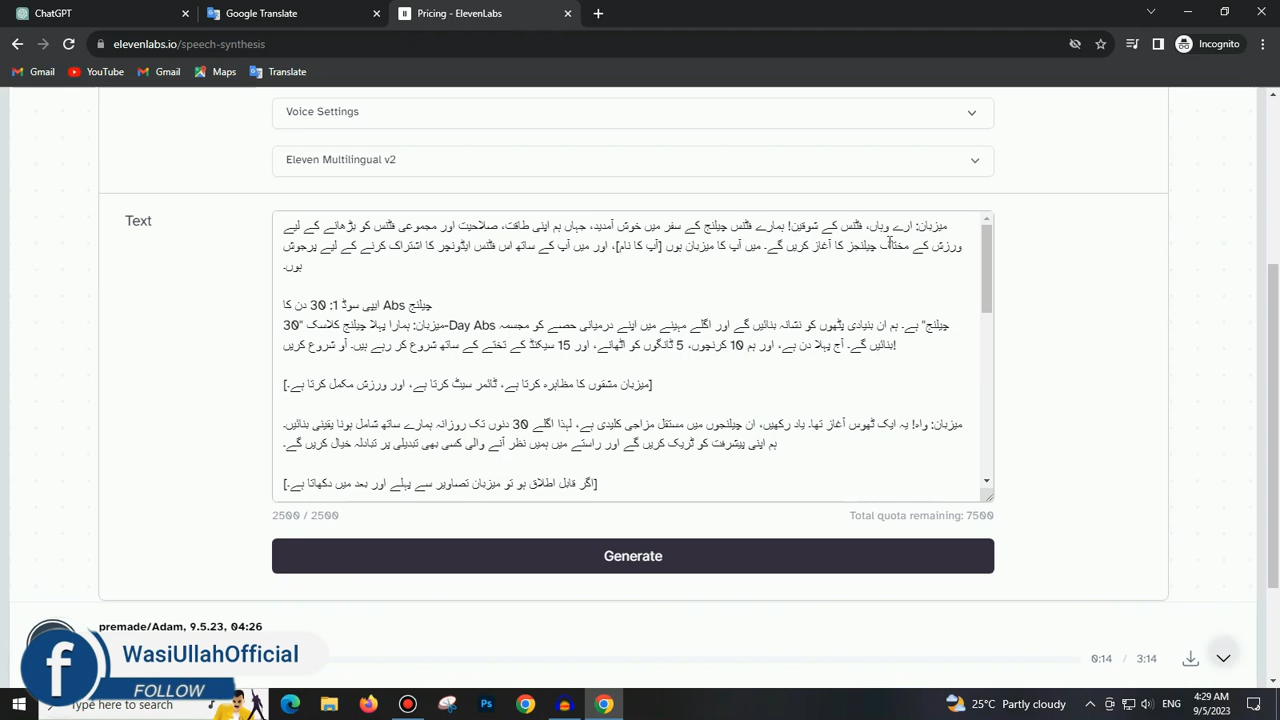 ChatGPT
Google Translate
Pricing - ElevenLabs
elevenlabs.io/speech-synthesis
Incognito
Gmail
YouTube
Gmail
Maps
Translate
Voice Settings
Eleven Multilingual v2
Text
میزبان: ارے وہاں، فٹنس کے شوقین! ہمارے فٹنس چیلنج کے سفر میں خوش آمدید، جہاں ہم اپنی طاقت، صلاحیت اور مجموعی فٹنس کو بڑھانے کے لیے
ورزش کے مختلف چیلنجز کا آغاز کریں گے۔ میں آپ کا میزبان ہوں [آپ کا نام]، اور میں آپ کے ساتھ اس فٹنس ایڈونچر کا اشتراک کرنے کے لیے پرجوش
ہوں۔
چیلنج Abs ایپی سوڈ 1: 30 دن کا
چیلنج" ہے۔ ہم ان بنیادی پٹھوں کو نشانہ بنائیں گے اور اگلے مہینے میں اپنے درمیانی حصے کو مجسمہ Day Abs-میزبان: ہمارا پہلا چیلنج کلاسک "30
!بنائیں گے۔ آج پہلا دن ہے، اور ہم 10 کرنچوں، 5 ٹانگوں کو اٹھانے، اور 15 سیکنڈ کے تختے کے ساتھ شروع کر رہے ہیں۔ آو شروع کریں
[میزبان مشقوں کا مظاہرہ کرتا ہے، ٹائمر سیٹ کرتا ہے، اور ورزش مکمل کرتا ہے۔]
میزبان: واہ! یہ ایک ٹھوس آغاز تھا۔ یاد رکھیں، ان چیلنجوں میں مستقل مزاجی کلیدی ہے، لہذا اگلے 30 دنوں تک روزانہ ہمارے ساتھ شامل ہونا یقینی بنائیں۔
ہم اپنی پیشرفت کو ٹریک کریں گے اور راستے میں ہمیں نظر آنے والی کسی بھی تبدیلی پر تبادلہ خیال کریں گے۔
[اگر قابل اطلاق ہو تو میزبان تصاویر سے پہلے اور بعد میں دکھاتا ہے۔]
2500 / 2500
Total quota remaining: 7500
Generate
premade/Adam, 9.5.23, 04:26
0:14 / 3:14
f
WasiUllahOfficial
FOLLOW
Type here to search
Ps
25°C Partly cloudy
ENG
4:29 AM
9/5/2023